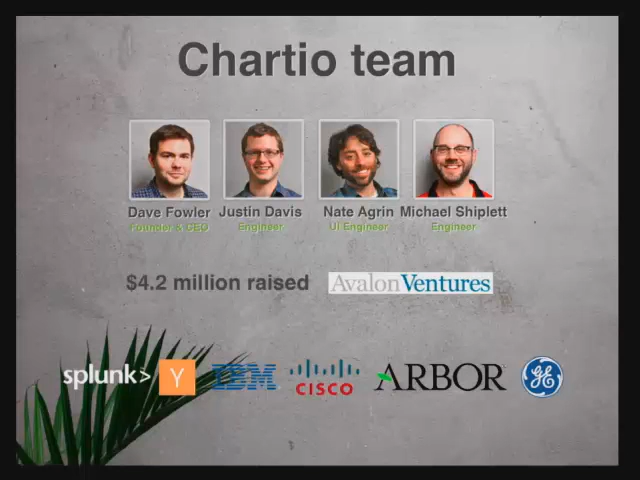 Chartio team
Dave Fowler Justin Davis Nate Agrin Michael Shiplett
Founder & CEO Engineer UI Engineer Engineer
$4.2 million raised AvalonVentures
splunk> Y IBM CISCO ARBOR GE